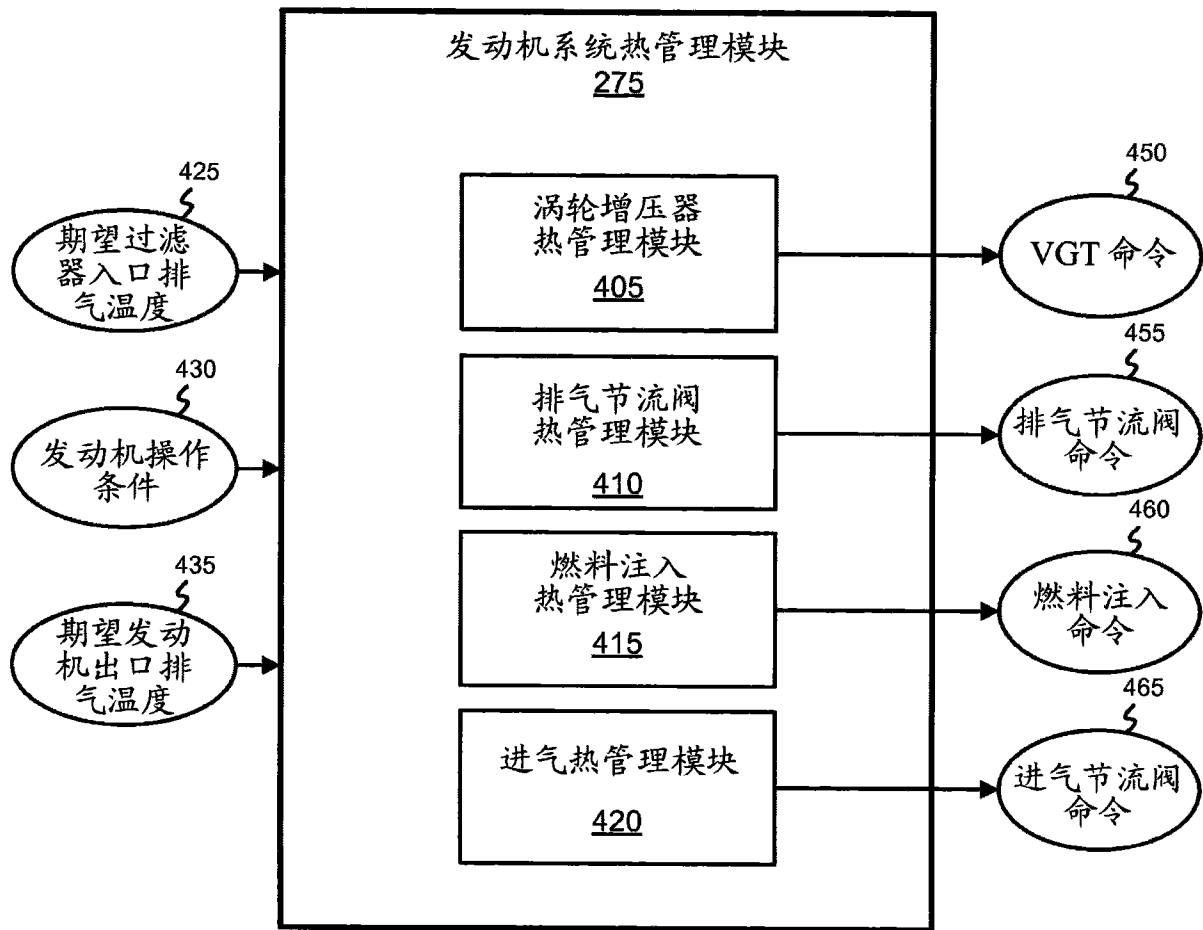 发动机系统热管理模块
275
425
期望过滤
器入口排
气温度
430
发动机操作
条件
435
期望发动
机出口排
气温度
涡轮增压器
热管理模块
405
排气节流阀
热管理模块
410
燃料注入
热管理模块
415
进气热管理模块
420
450
VGT 命令
455
排气节流阀
命令
460
燃料注入
命令
465
进气节流阀
命令